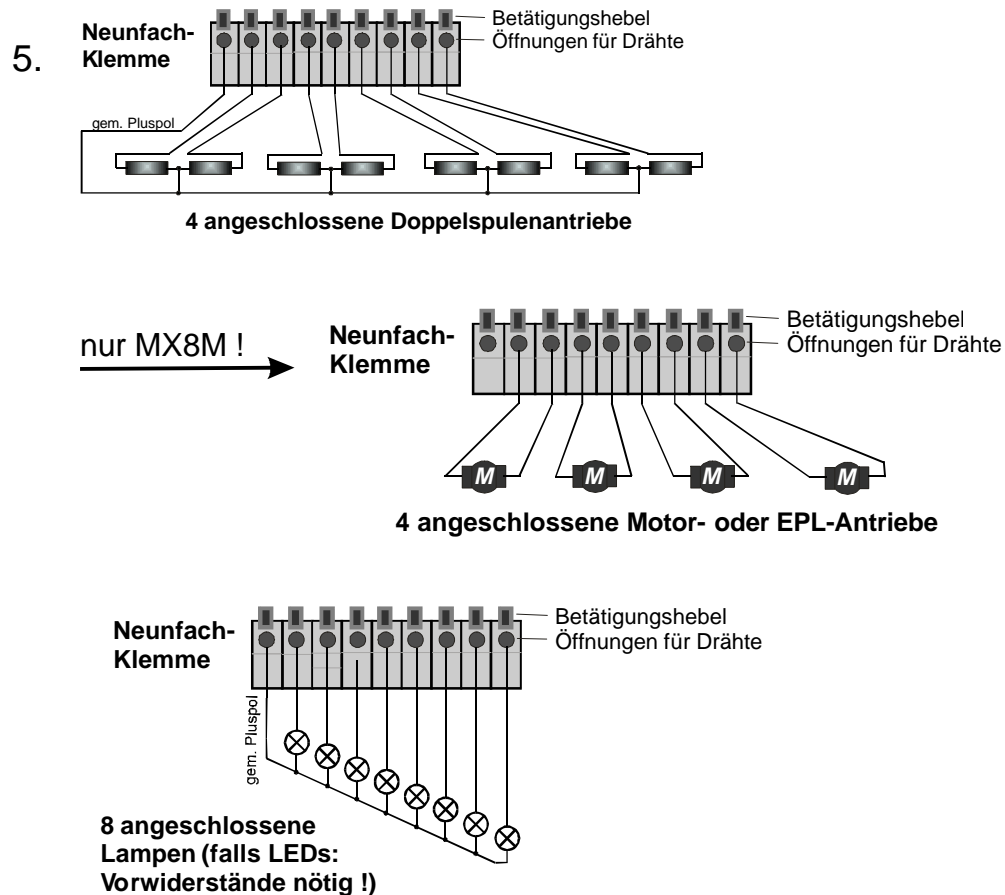 5.
Neunfach-
Klemme
Betätigungshebel
Öffnungen für Drähte
gem. Pluspol
4 angeschlossene Doppelspulenantriebe
nur MX8M !
Neunfach-
Klemme
Betätigungshebel
Öffnungen für Drähte
M M M M
4 angeschlossene Motor- oder EPL-Antriebe
Neunfach-
Klemme
Betätigungshebel
Öffnungen für Drähte
gem. Pluspol
8 angeschlossene
Lampen (falls LEDs:
Vorwiderstände nötig !)